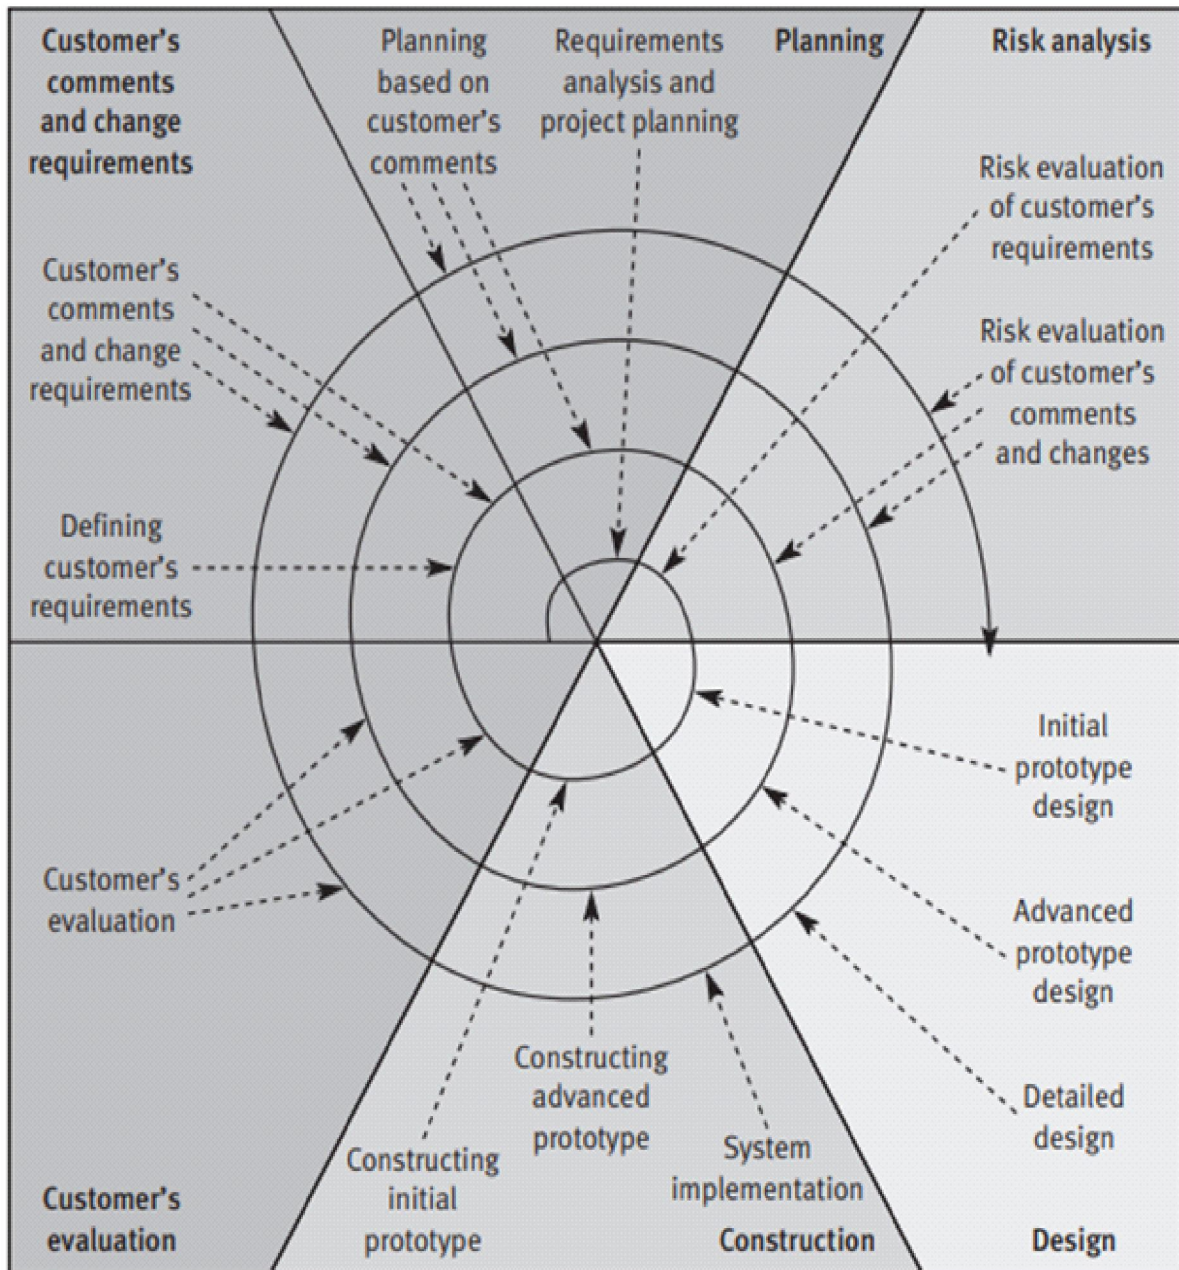 Customer's
comments
and change
requirements
Planning
based on
customer's
comments
Requirements
analysis and
project planning
Planning
Risk analysis
Risk evaluation
of customer's
requirements
Customer's
comments
and change
requirements
Risk evaluation
of customer's
comments
and changes
Defining
customer's
requirements
Initial
prototype
design
Customer's
evaluation
Advanced
prototype
design
Constructing
advanced
prototype
Detailed
design
Constructing
initial
prototype
System
implementation
Customer's
evaluation
Construction
Design